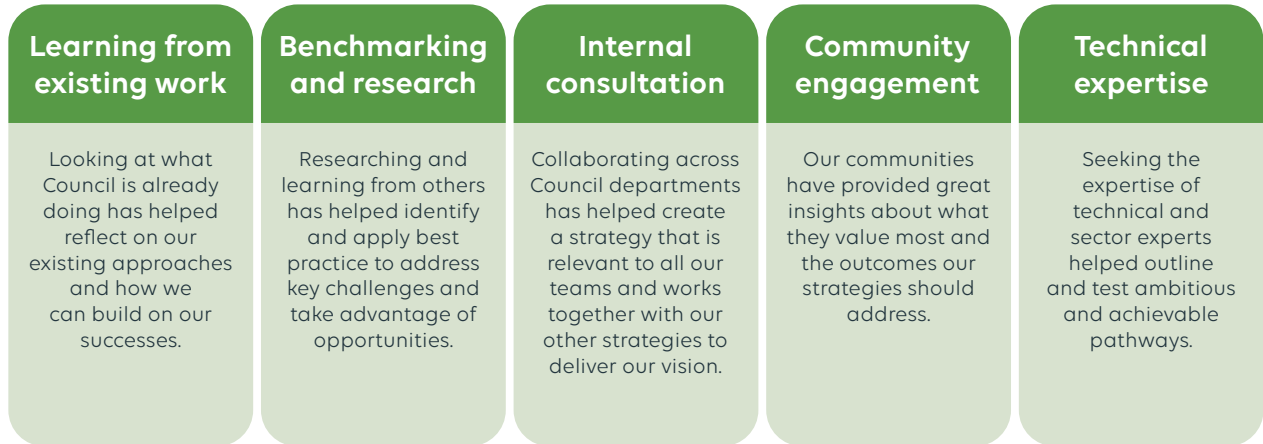 Learning from
existing work
Looking at what
Council is already
doing has helped
reflect on our
existing approaches
and how we
can build on our
successes.
Benchmarking
and research
Researching and
learning from others
has helped identify
and apply best
practice to address
key challenges and
take advantage of
opportunities.
Internal
consultation
Collaborating across
Council departments
has helped create
a strategy that is
relevant to all our
teams and works
together with our
other strategies to
deliver our vision.
Community
engagement
Our communities
have provided great
insights about what
they value most and
the outcomes our
strategies should
address.
Technical
expertise
Seeking the
expertise of
technical and
sector experts
helped outline
and test ambitious
and achievable
pathways.